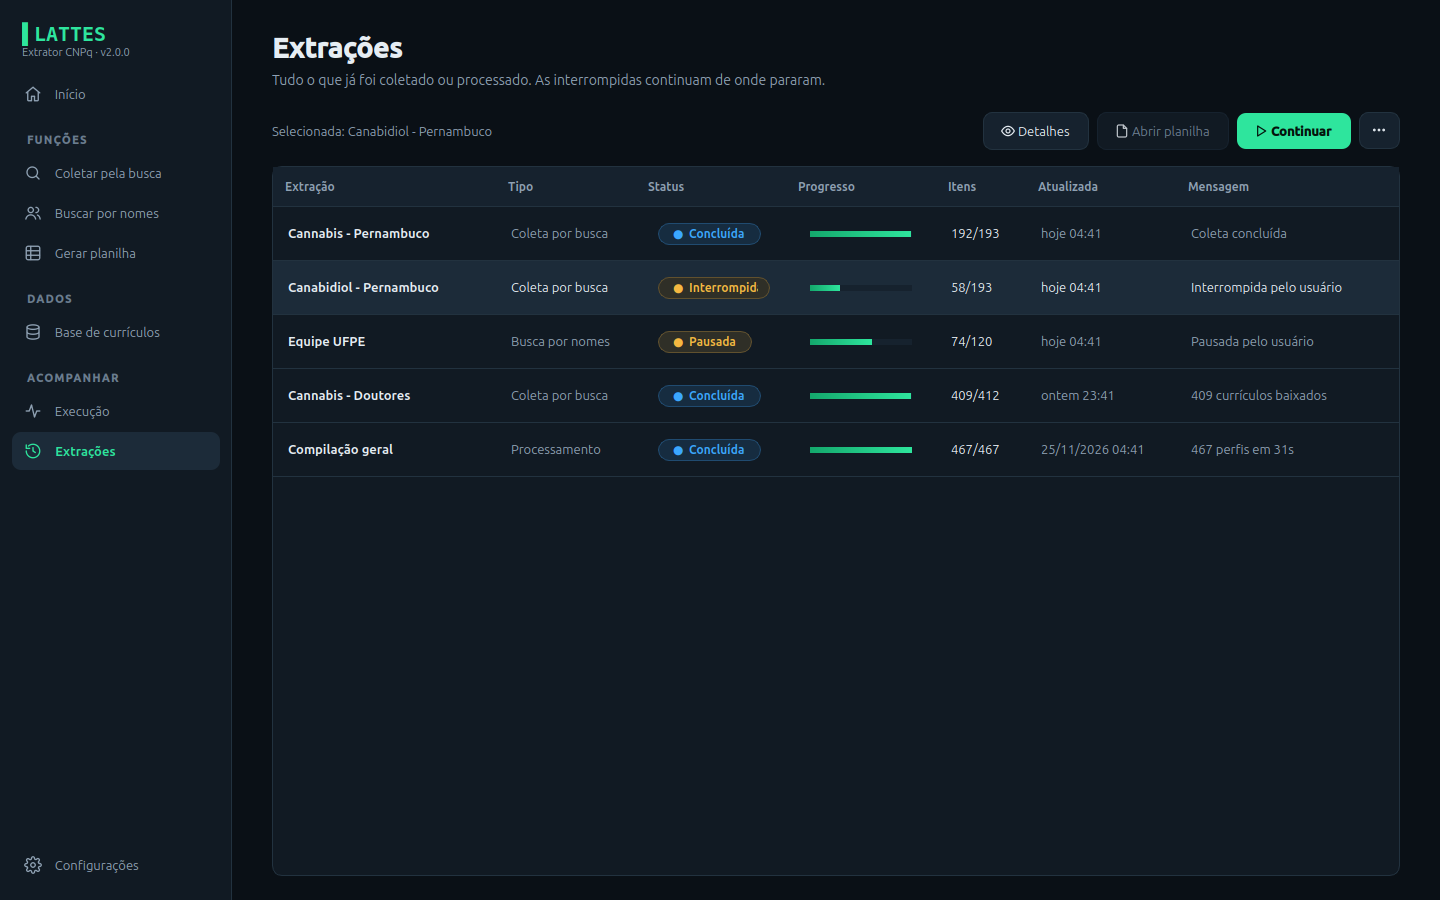 LATTES
Extrator CNPq · v2.0.0
Início
FUNÇÕES
Coletar pela busca
Buscar por nomes
Gerar planilha
DADOS
Base de currículos
ACOMPANHAR
Execução
Extrações
Configurações
Extrações
Tudo o que já foi coletado ou processado. As interrompidas continuam de onde pararam.
Selecionada: Canabidiol - Pernambuco
Detalhes
Abrir planilha
Continuar
Extração Tipo Status Progresso Itens Atualizada Mensagem
Cannabis - Pernambuco Coleta por busca Concluída 192/193 hoje 04:41 Coleta concluída
Canabidiol - Pernambuco Coleta por busca Interrompid 58/193 hoje 04:41 Interrompida pelo usuário
Equipe UFPE Busca por nomes Pausada 74/120 hoje 04:41 Pausada pelo usuário
Cannabis - Doutores Coleta por busca Concluída 409/412 ontem 23:41 409 currículos baixados
Compilação geral Processamento Concluída 467/467 25/11/2026 04:41 467 perfis em 31s